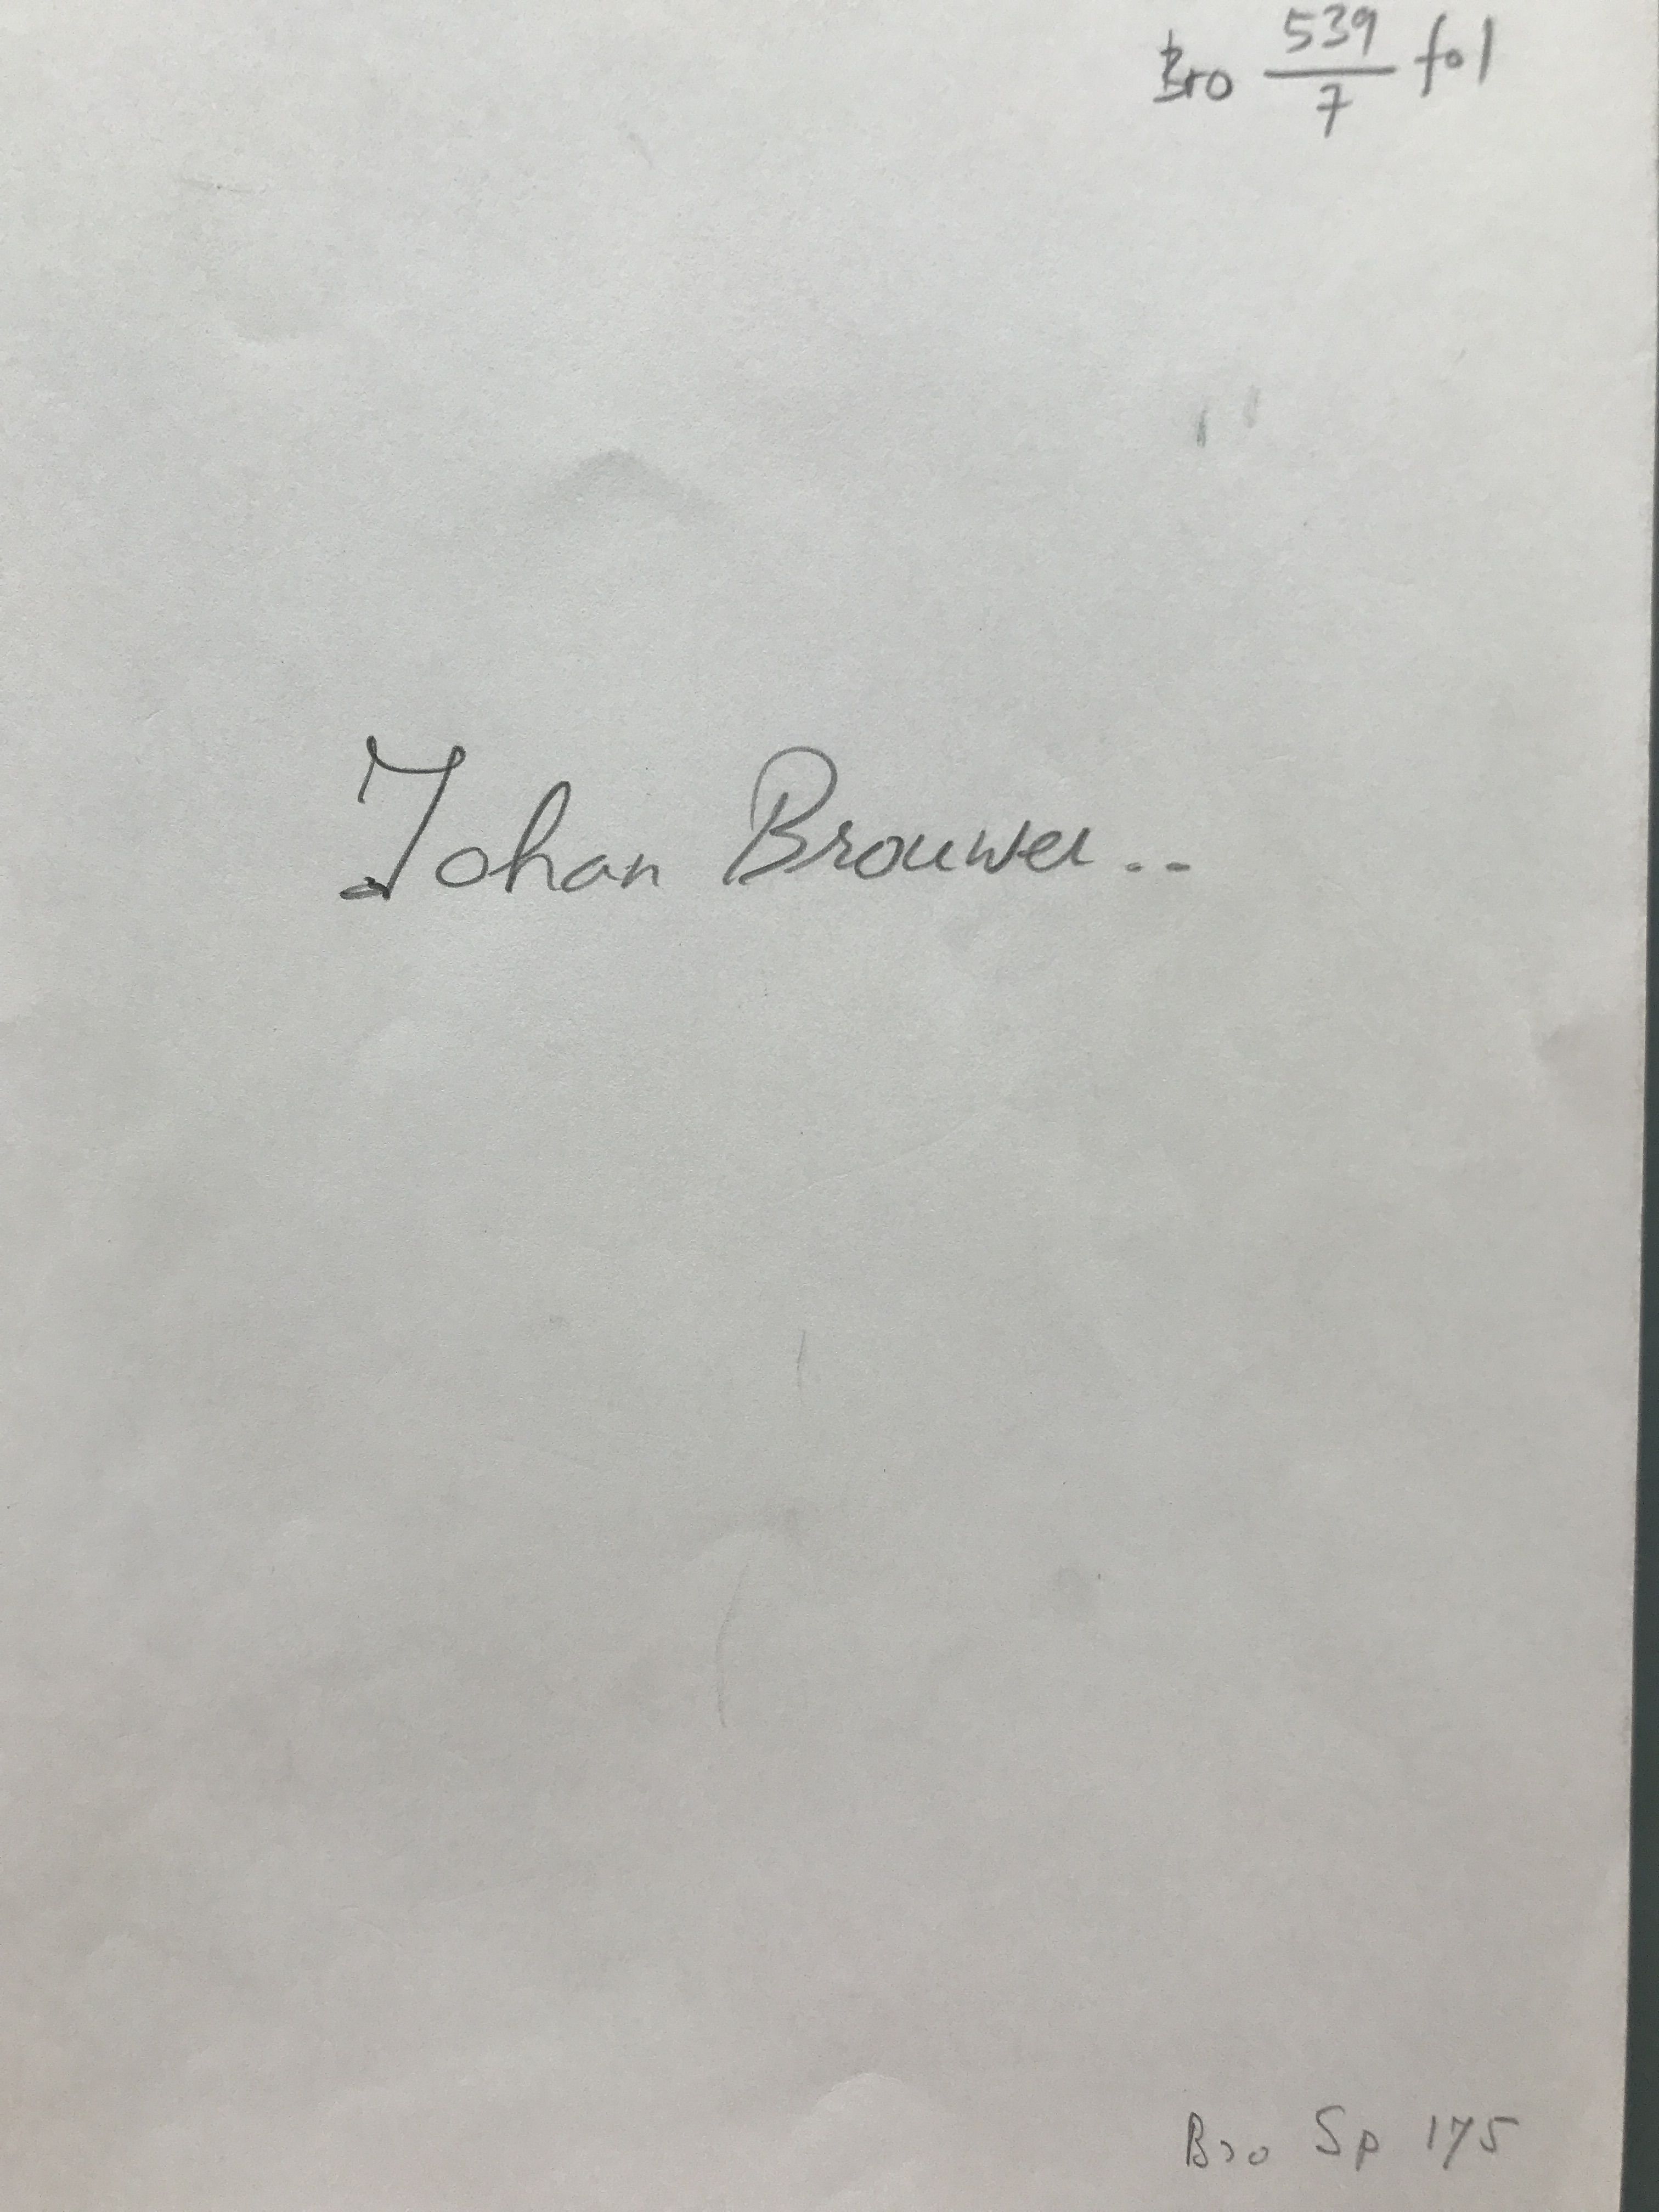 Bro 539/7 fol
Johan Brouwer..
Bro Sp 175